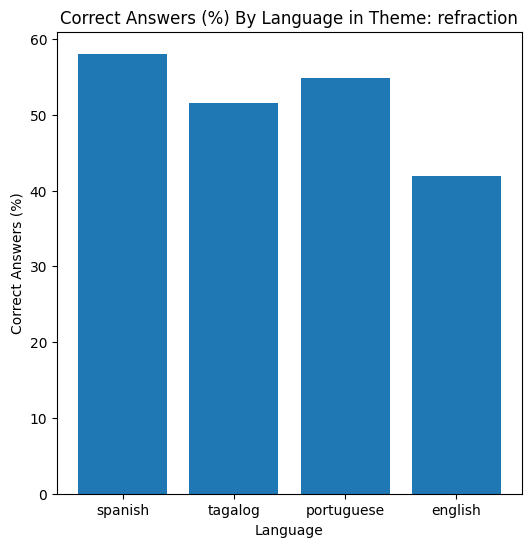 Correct Answers (%) By Language in Theme: refraction
60
50
40
30
20
10
0
Correct Answers (%)
spanish tagalog portuguese english
Language